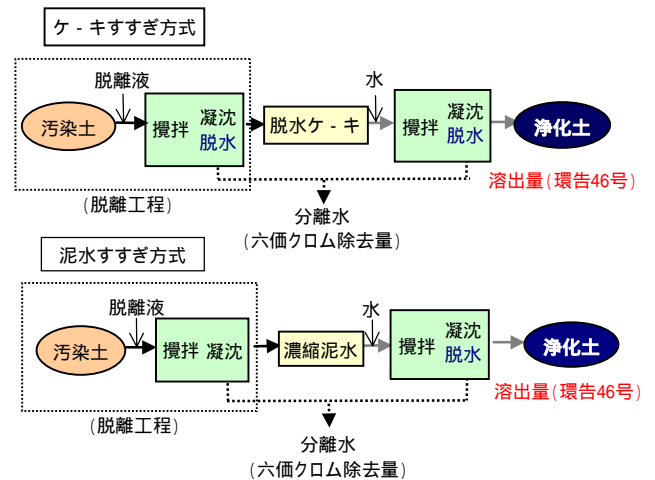 ケ - キすすぎ方式
脱離液
水
汚染土
攪拌
凝沈
脱水
脱水ケ - キ
攪拌
凝沈
脱水
浄化土
溶出量(環告46号)
(脱離工程)
分離水
(六価クロム除去量)
泥水すすぎ方式
脱離液
水
汚染土
攪拌 凝沈
濃縮泥水
攪拌
凝沈
脱水
浄化土
溶出量(環告46号)
(脱離工程)
分離水
(六価クロム除去量)